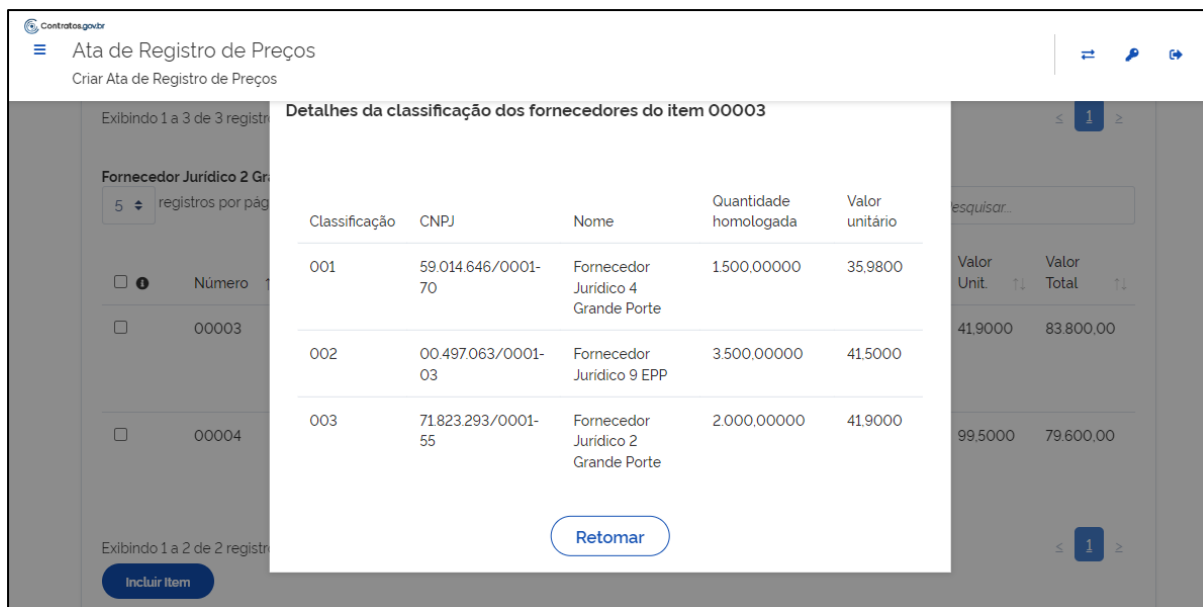 Contratos.gov.br
Ata de Registro de Preços
Criar Ata de Registro de Preços
Exibindo 1 a 3 de 3 registr
1
Detalhes da classificação dos fornecedores do item 00003
Fornecedor Jurídico 2 Gra
5 registros por pág
esquisar...
Classificação CNPJ Nome Quantidade homologada Valor unitário
Número Valor Unit. Valor Total
001 59.014.646/0001-70 Fornecedor Jurídico 4 Grande Porte 1.500,00000 35,9800
00003 41,9000 83.800,00
002 00.497.063/0001-03 Fornecedor Jurídico 9 EPP 3.500,00000 41,5000
003 71.823.293/0001-55 Fornecedor Jurídico 2 Grande Porte 2.000,00000 41,9000
00004 99,5000 79.600,00
Retomar
Exibindo 1 a 2 de 2 registr
1
Incluir Item